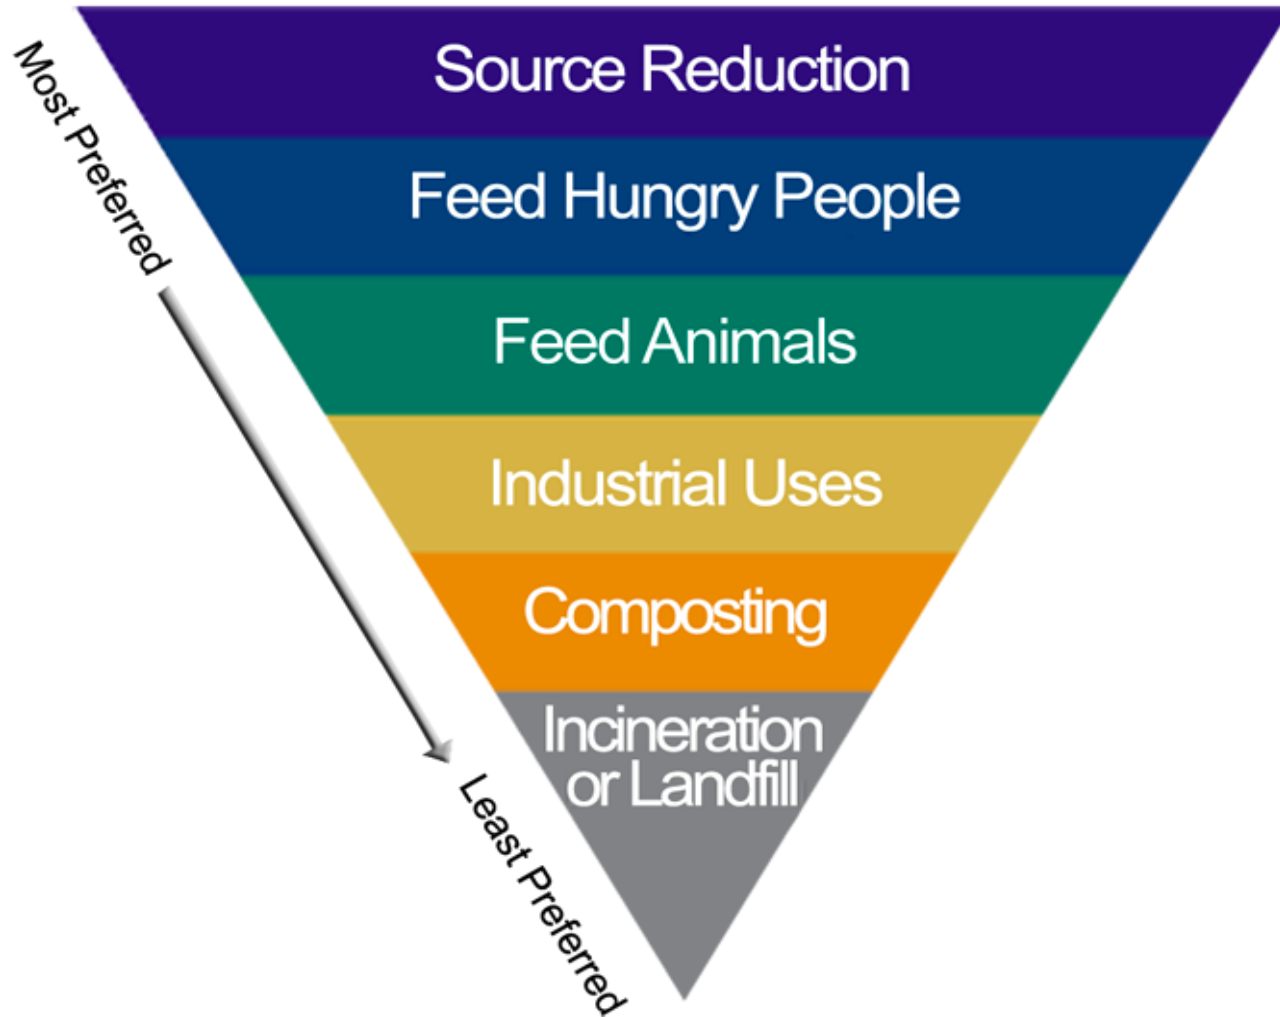 Source Reduction
Feed Hungry People
Feed Animals
Industrial Uses
Composting
Incineration
or Landfill
Most Preferred
Least Preferred